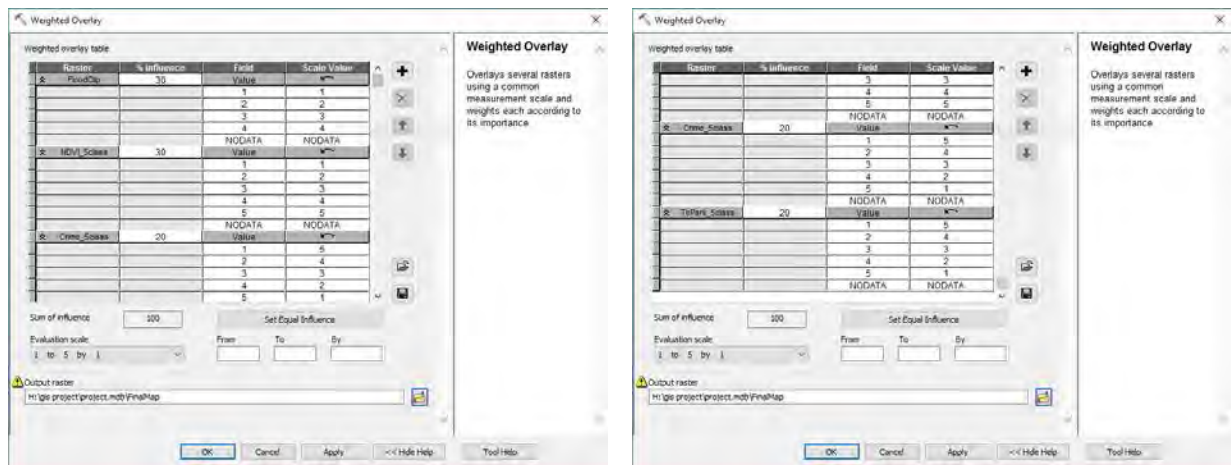 Weighted Overlay
Weighted overlay table
Raster % Influence Field Scale Value
FloodClip 30 Value
1 1
2 2
3 3
4 4
NODATA NODATA
NDVI_5class 30 Value
1 1
2 2
3 3
4 4
5 5
NODATA NODATA
Crime_5class 20 Value
1 5
2 4
3 3
4 2
5 1
Sum of influence 100 Set Equal Influence
Evaluation scale From To By
1 to 5 by 1
Output raster
H:\gis project\project.mdb\FinalMap
OK Cancel Apply << Hide Help Tool Help
Weighted Overlay
Overlays several rasters
using a common
measurement scale and
weights each according to
its importance.
Weighted Overlay
Weighted overlay table
Raster % Influence Field Scale Value
3 3
4 4
5 5
NODATA NODATA
Crime_5class 20 Value
1 5
2 4
3 3
4 2
5 1
NODATA NODATA
ToPark_5class 20 Value
1 5
2 4
3 3
4 2
5 1
NODATA NODATA
Sum of influence 100 Set Equal Influence
Evaluation scale From To By
1 to 5 by 1
Output raster
H:\gis project\project.mdb\FinalMap
OK Cancel Apply << Hide Help Tool Help
Weighted Overlay
Overlays several rasters
using a common
measurement scale and
weights each according to
its importance.